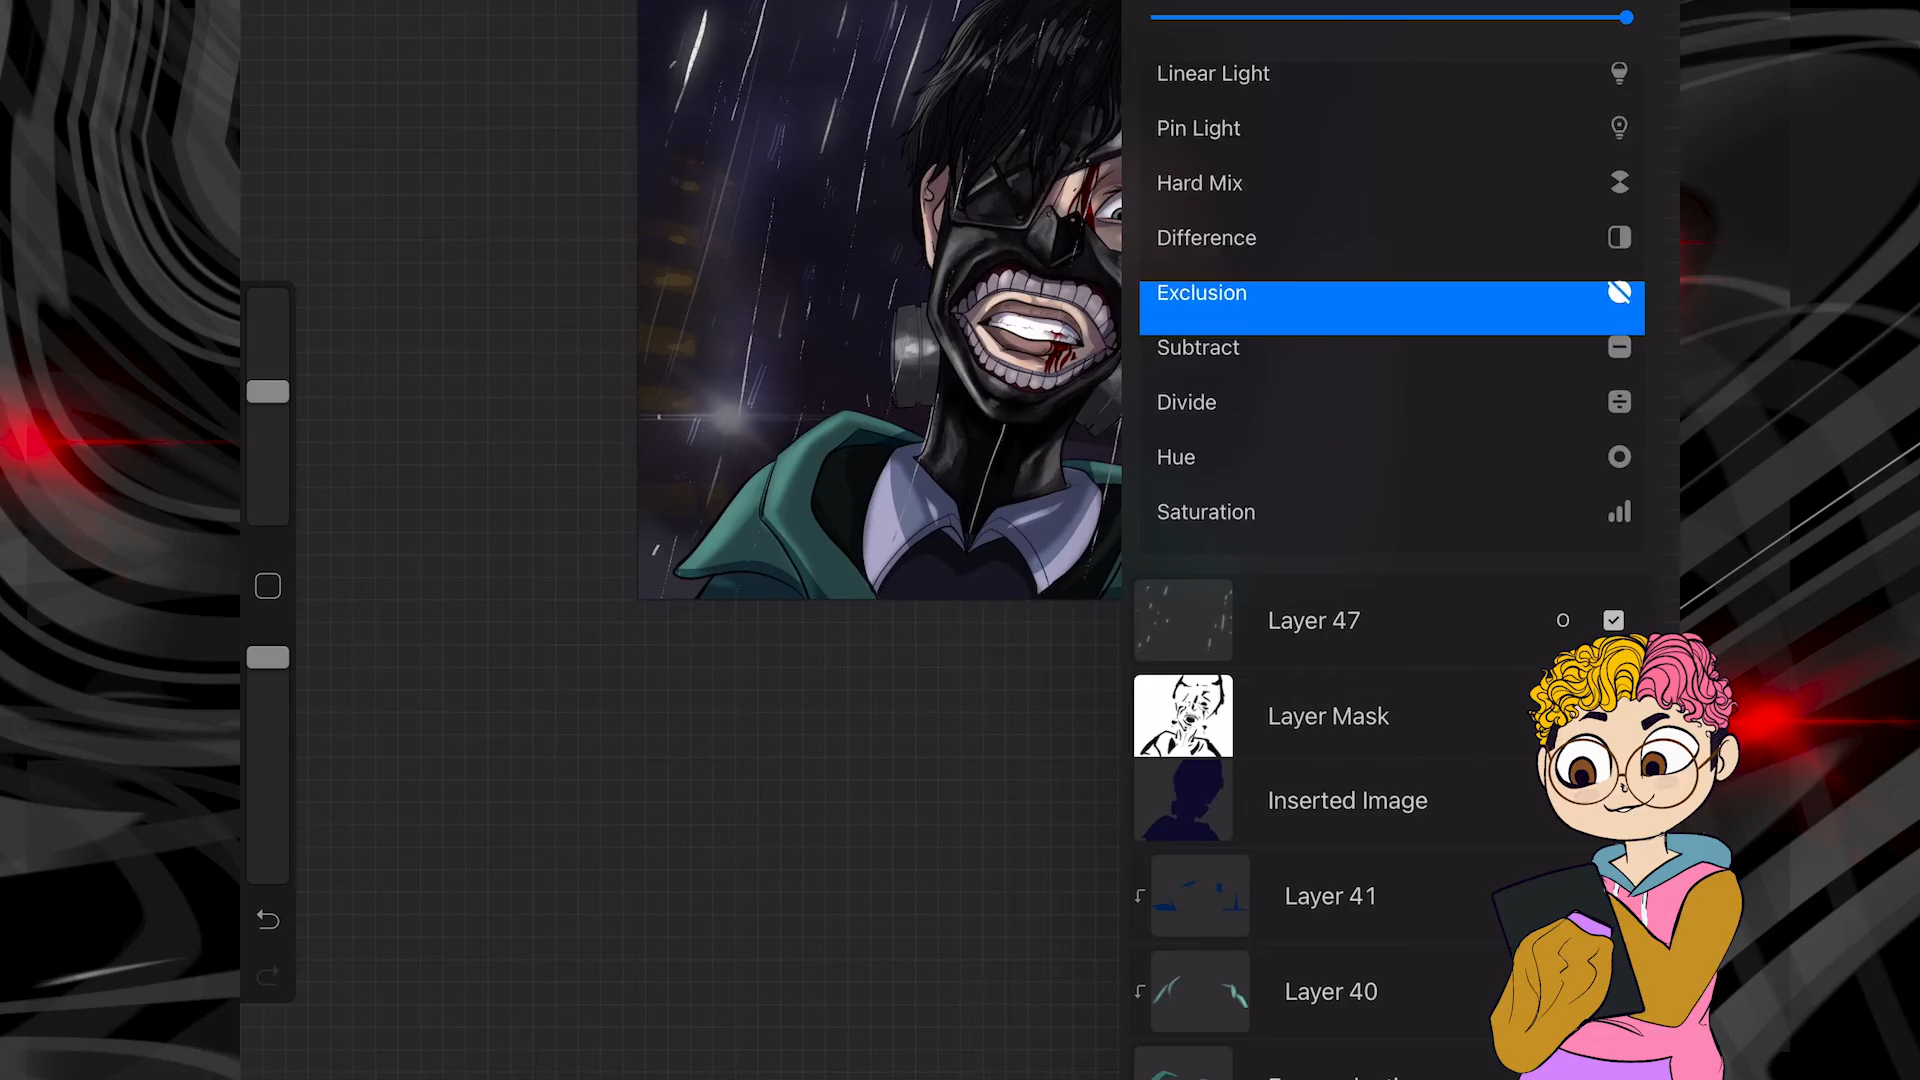 Linear Light
Pin Light
Hard Mix
Difference
Exclusion
Subtract
Divide
Hue
Saturation
Layer 47 O
Layer Mask
Inserted Image
Layer 41
Layer 40